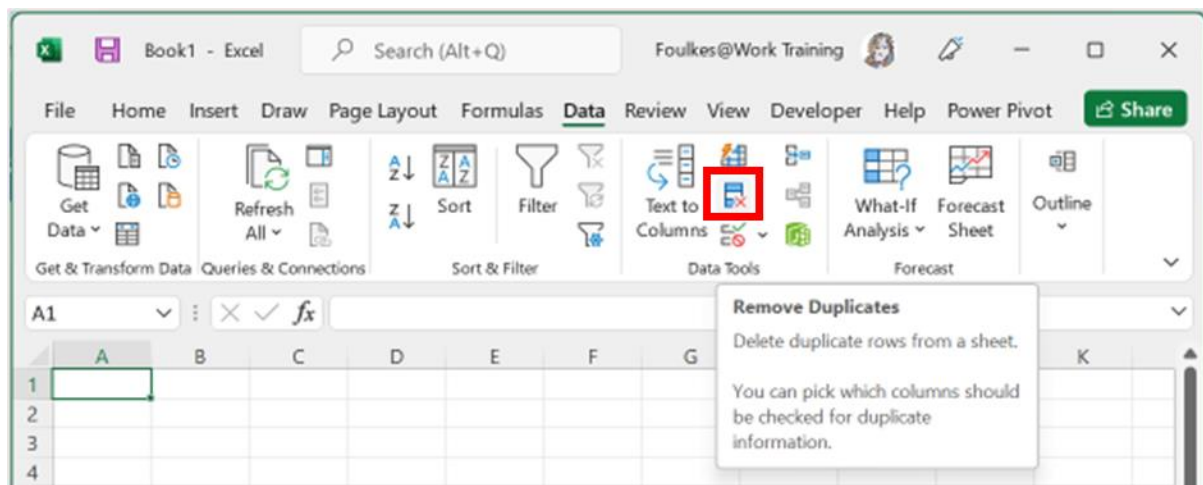 Book1 - Excel
Search (Alt+Q)
Foulkes@Work Training
File Home Insert Draw Page Layout Formulas Data Review View Developer Help Power Pivot Share
Get Data
Refresh All
Sort
Filter
Text to Columns
What-If Analysis
Forecast Sheet
Outline
Get & Transform Data Queries & Connections Sort & Filter Data Tools Forecast
A1
fx
Remove Duplicates
Delete duplicate rows from a sheet.
You can pick which columns should
be checked for duplicate
information.
A B C D E F G K
1
2
3
4